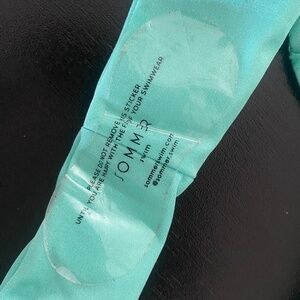 PLEASE DO NOT REMOVE THIS STICKER
UNTIL YOU ARE HAPPY WITH THE FIT OF YOUR SWIMWEAR
SOMMER
swim
sommerswim.com
@sommer.swim